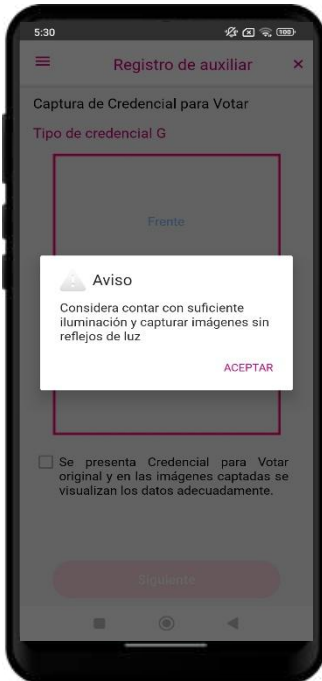 5:30
100
Registro de auxiliar ×
Captura de Credencial para Votar
Tipo de credencial G
Frente
Aviso
Considera contar con suficiente
iluminación y capturar imágenes sin
reflejos de luz
ACEPTAR
Se presenta Credencial para Votar
original y en las imágenes captadas se
visualizan los datos adecuadamente.
Siguiente